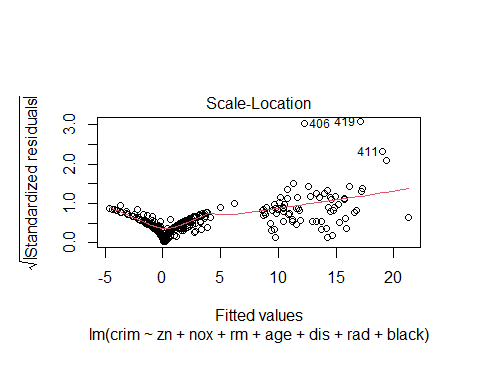 Scale-Location
√|Standardized residuals|
3.0
2.0
1.0
0.0
406
419
411
-5 0 5 10 15 20
Fitted values
lm(crim ~ zn + nox + rm + age + dis + rad + black)